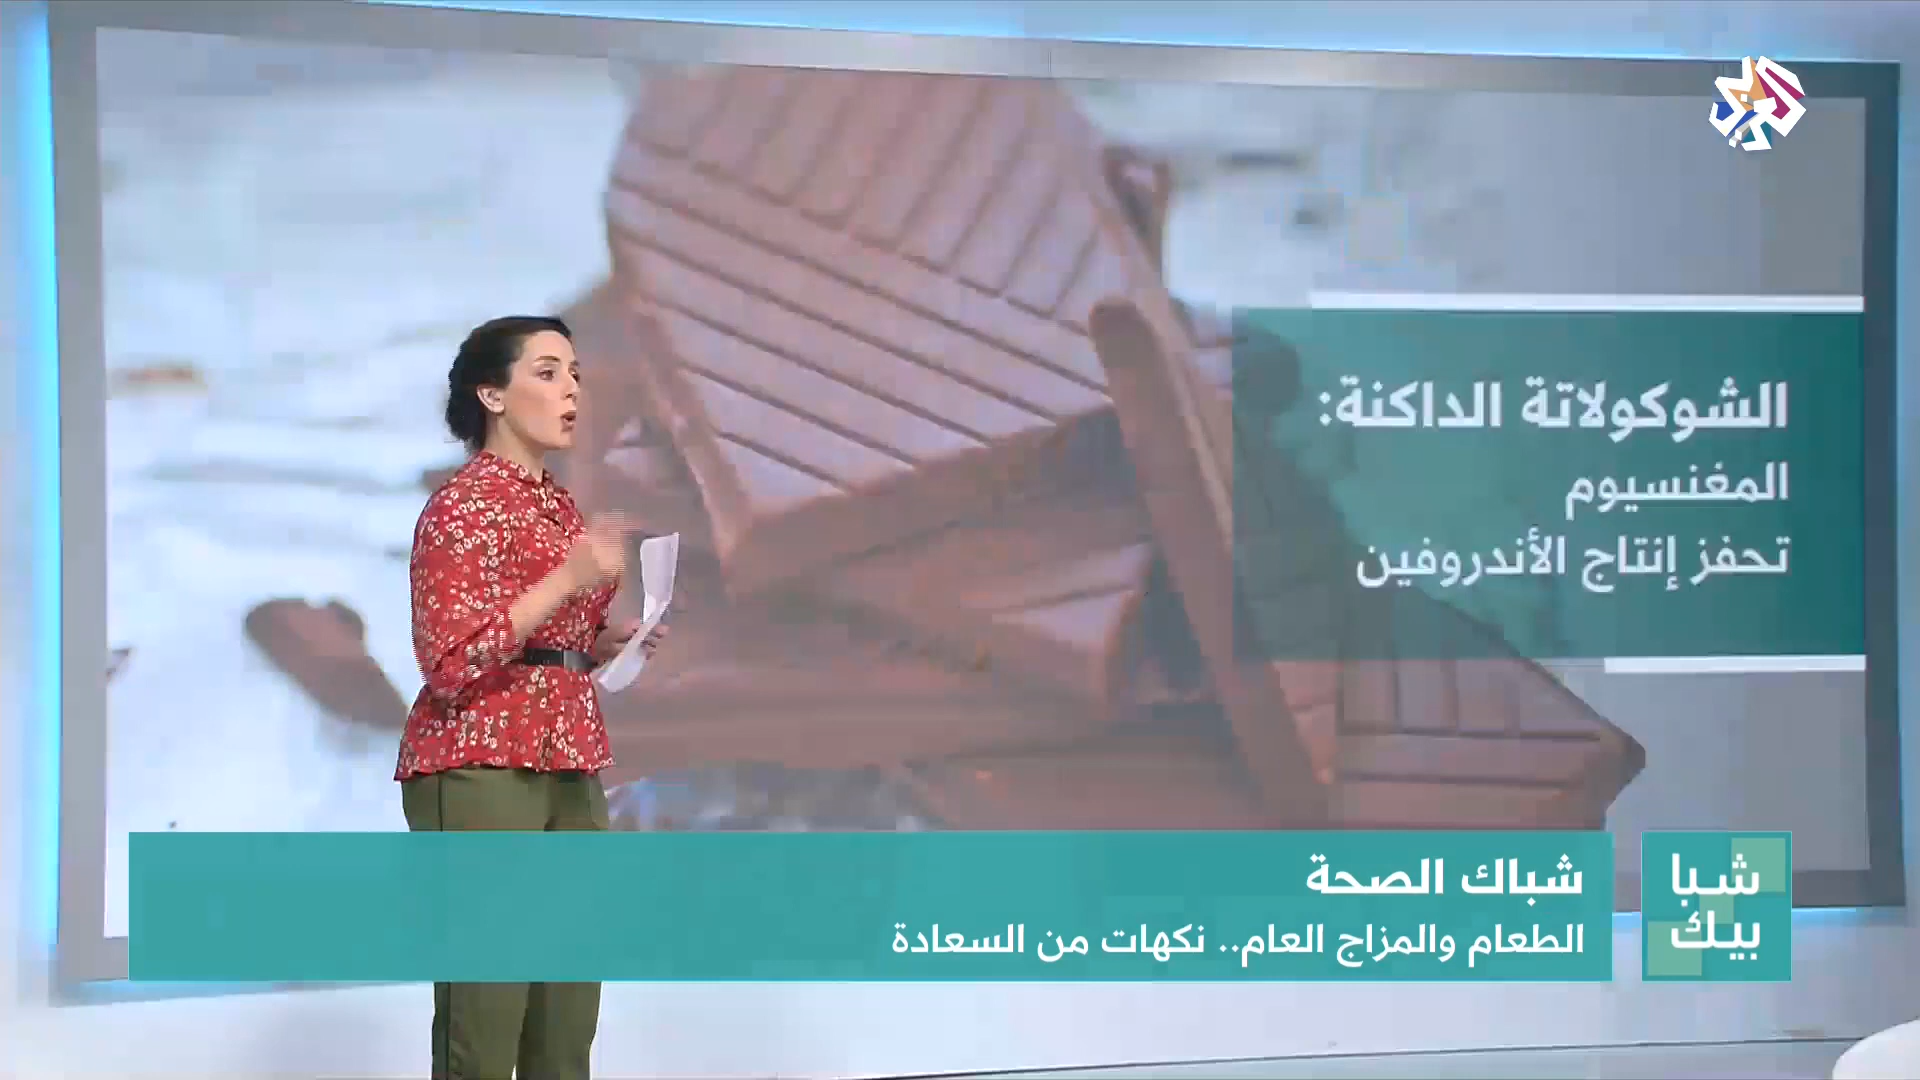 الشوكولاتة الداكنة:
المغنسيوم
تحفز إنتاج الأندروفين
شباك الصحة
الطعام والمزاج العام.. نكهات من السعادة
شبا
بيك